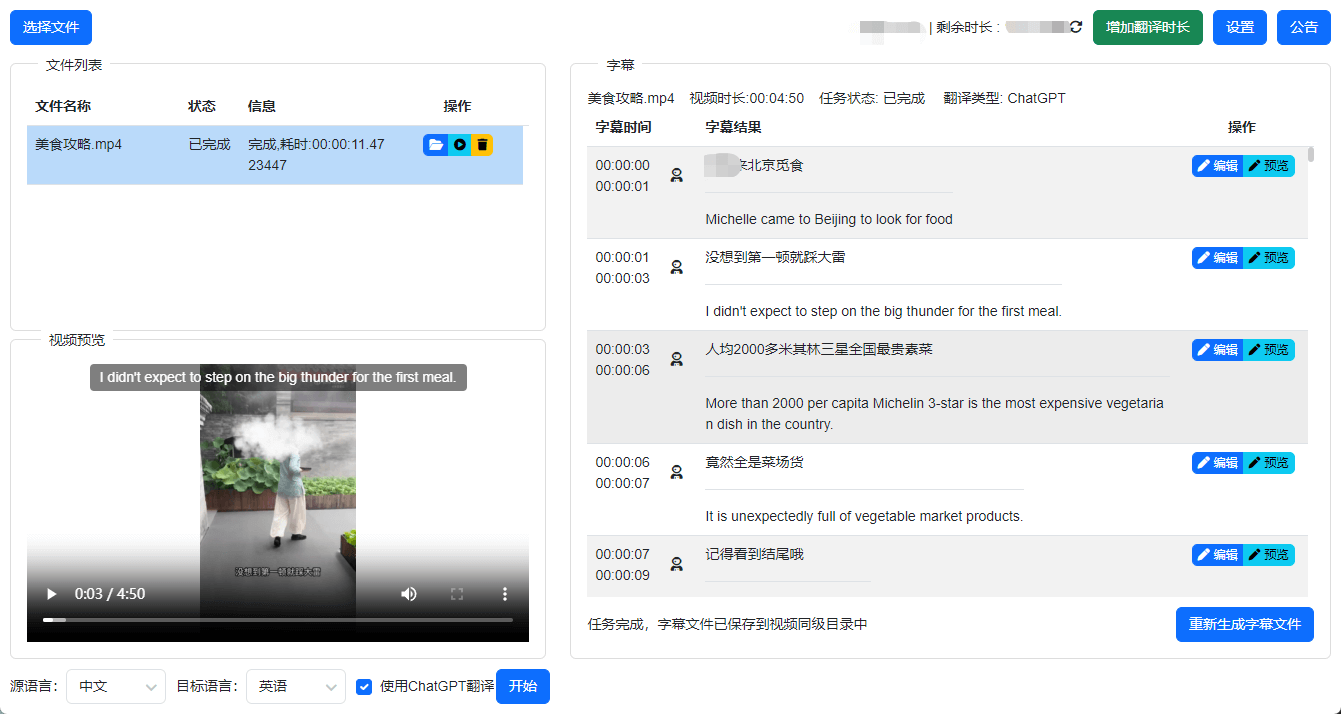 选择文件
| 剩余时长 :
增加翻译时长
设置
公告
文件列表
文件名称 状态 信息 操作
美食攻略.mp4 已完成 完成,耗时:00:00:11.47
23447
视频预览
I didn't expect to step on the big thunder for the first meal.
没想到第一顿就踩大雷
0:03 / 4:50
字幕
美食攻略.mp4 视频时长:00:04:50 任务状态: 已完成 翻译类型: ChatGPT
字幕时间 字幕结果 操作
00:00:00
00:00:01
来北京觅食
Michelle came to Beijing to look for food
编辑 预览
00:00:01
00:00:03
没想到第一顿就踩大雷
I didn't expect to step on the big thunder for the first meal.
编辑 预览
00:00:03
00:00:06
人均2000多米其林三星全国最贵素菜
More than 2000 per capita Michelin 3-star is the most expensive vegetaria
n dish in the country.
编辑 预览
00:00:06
00:00:07
竟然全是菜场货
It is unexpectedly full of vegetable market products.
编辑 预览
00:00:07
00:00:09
记得看到结尾哦
编辑 预览
任务完成，字幕文件已保存到视频同级目录中
重新生成字幕文件
源语言: 中文 目标语言: 英语 使用ChatGPT翻译 开始